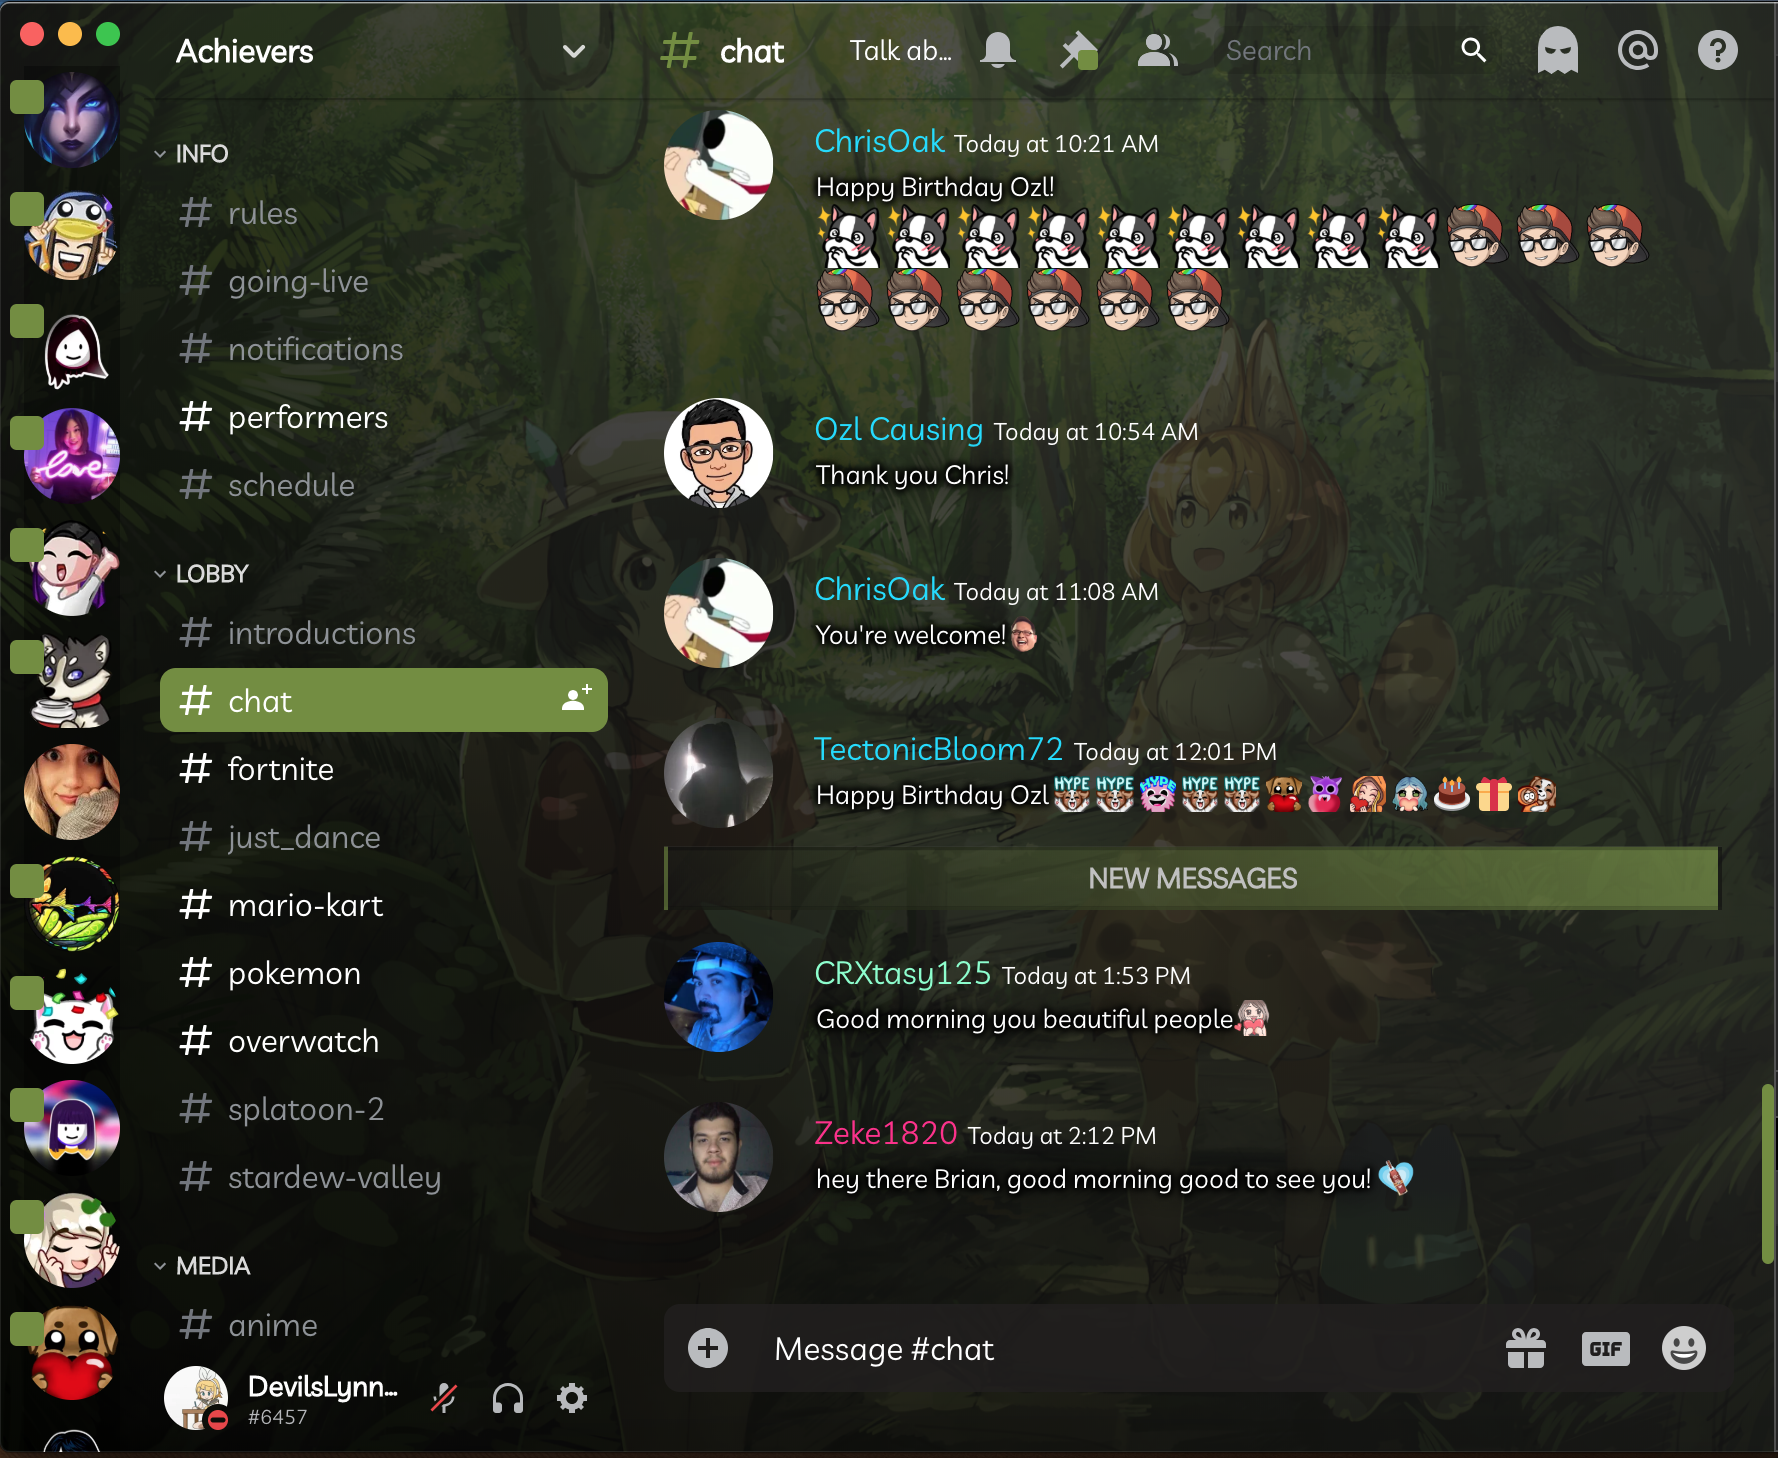 Achievers
# chat
Talk ab...
Search
INFO
# rules
# going-live
# notifications
# performers
# schedule
LOBBY
# introductions
# chat
# fortnite
# just_dance
# mario-kart
# pokemon
# overwatch
# splatoon-2
# stardew-valley
MEDIA
# anime
DevilsLynn...
#6457
love
ChrisOak Today at 10:21 AM
Happy Birthday Ozl!
Ozl Causing Today at 10:54 AM
Thank you Chris!
ChrisOak Today at 11:08 AM
You're welcome!
TectonicBloom72 Today at 12:01 PM
Happy Birthday Ozl HYPE HYPE HYPE HYPE HYPE
NEW MESSAGES
CRXtasy125 Today at 1:53 PM
Good morning you beautiful people
Zeke1820 Today at 2:12 PM
hey there Brian, good morning good to see you!
Message #chat
GIF